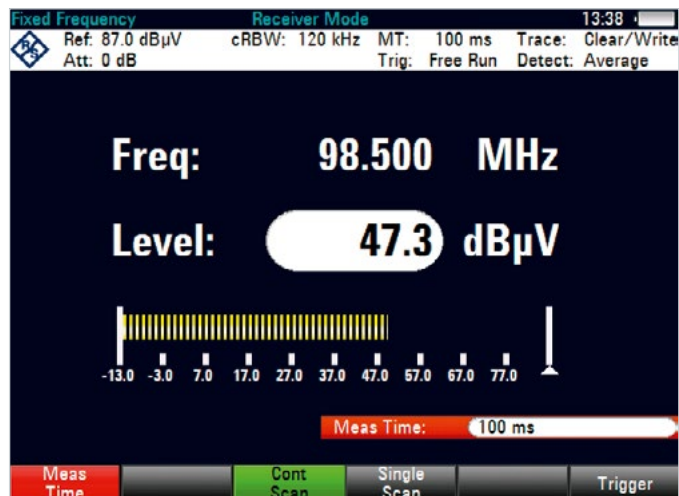 Fixed Frequency Receiver Mode 13:38
R&S Ref: 87.0 dBµV cRBW: 120 kHz MT: 100 ms Trace: Clear/Write
Att: 0 dB Trig: Free Run Detect: Average
Freq: 98.500 MHz
Level: 47.3 dBµV
-13.0 -3.0 7.0 17.0 27.0 37.0 47.0 57.0 67.0 77.0
Meas Time: 100 ms
Meas Time
Cont Scan
Single Scan
Trigger